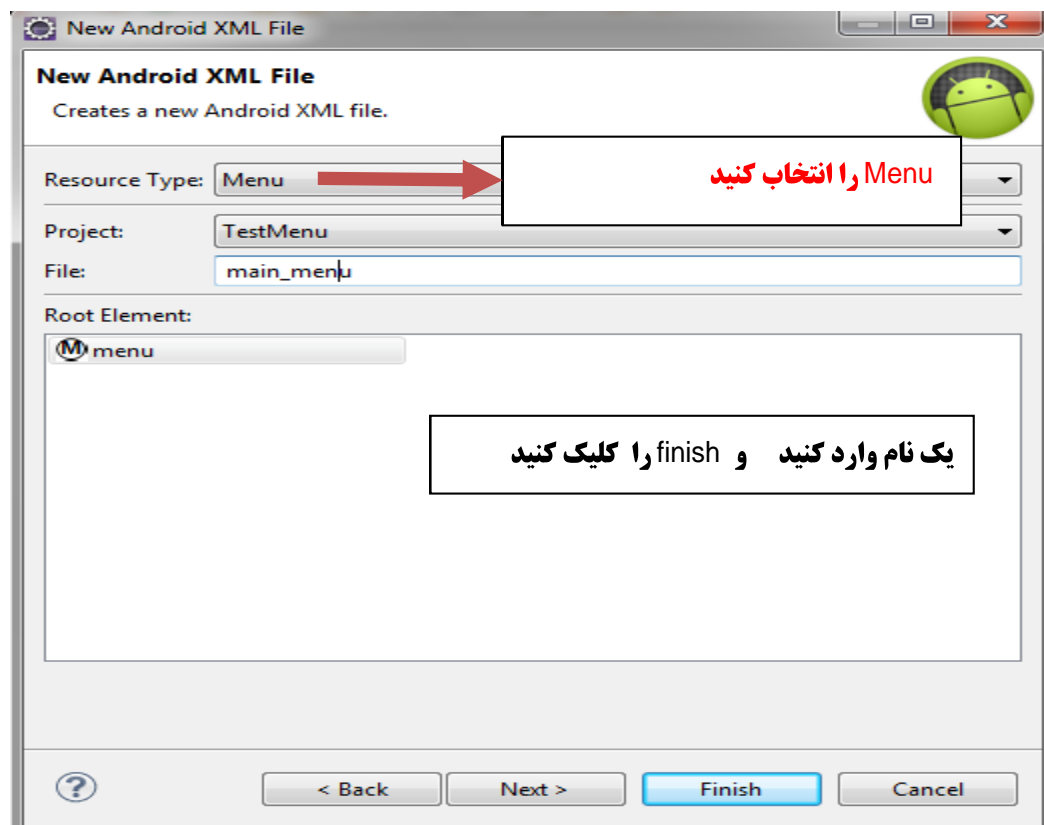 New Android XML File
New Android XML File
Creates a new Android XML file.
Resource Type: Menu
Menu را انتخاب کنید
Project: TestMenu
File: main_menu
Root Element:
M menu
یک نام وارد کنید و finish را کلیک کنید
? < Back Next > Finish Cancel